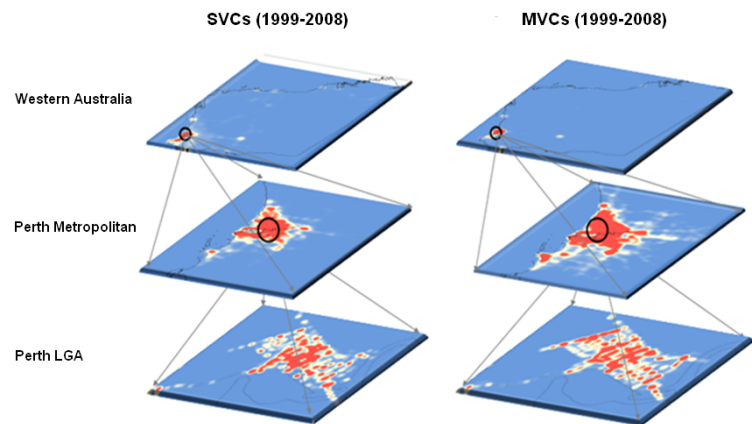 SVCs (1999-2008)
MVCs (1999-2008)
Western Australia
Perth Metropolitan
Perth LGA